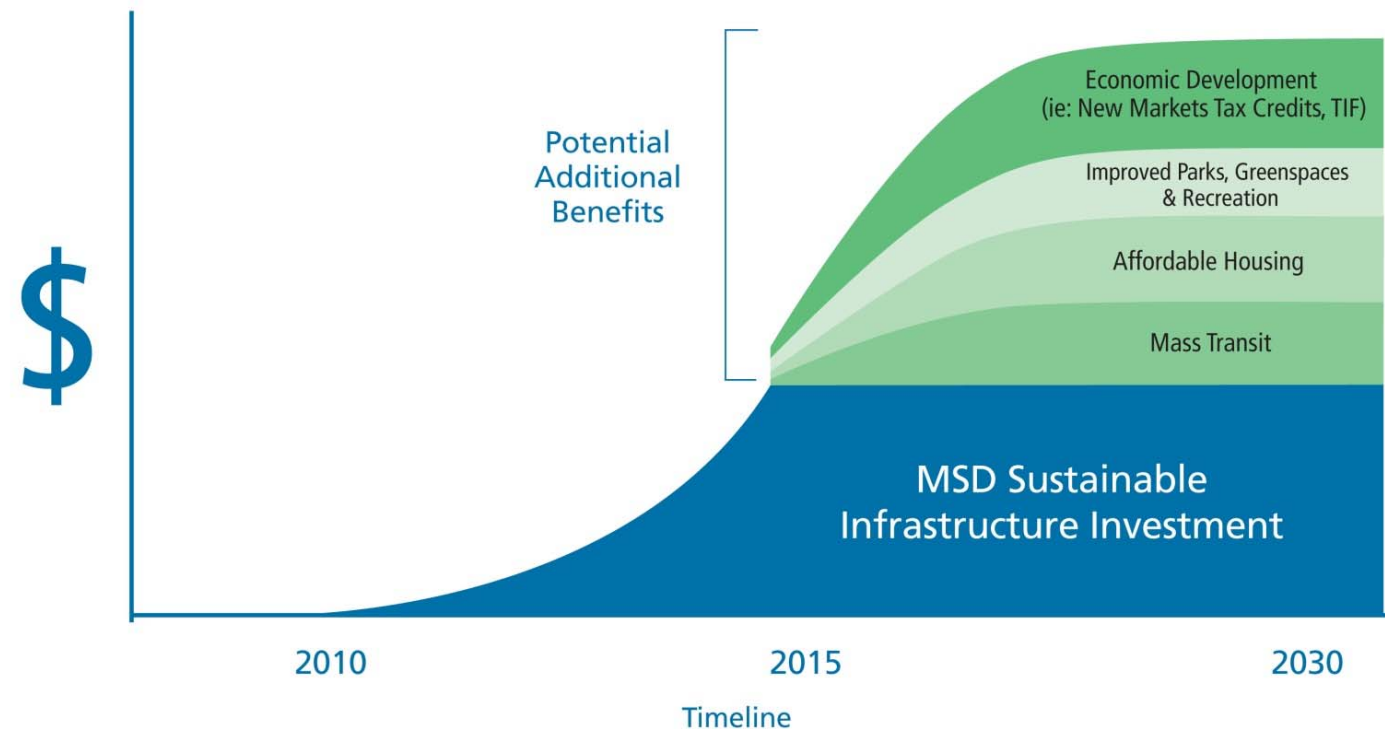 $
Potential
Additional
Benefits
Economic Development
(ie: New Markets Tax Credits, TIF)
Improved Parks, Greenspaces
& Recreation
Affordable Housing
Mass Transit
MSD Sustainable
Infrastructure Investment
2010
2015
2030
Timeline